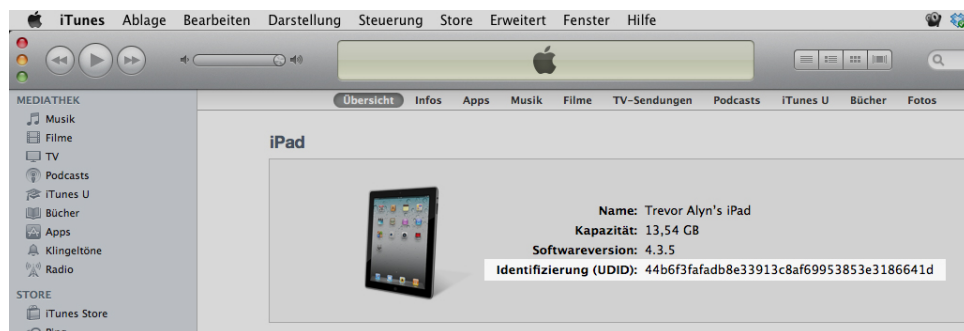 iTunes Ablage Bearbeiten Darstellung Steuerung Store Erweitert Fenster Hilfe
MEDIATHEK
Musik
Filme
TV
Podcasts
iTunes U
Bücher
Apps
Klingeltöne
Radio
STORE
iTunes Store
Ping
Übersicht Infos Apps Musik Filme TV-Sendungen Podcasts iTunes U Bücher Fotos
iPad
Name: Trevor Alyn's iPad
Kapazität: 13,54 GB
Softwareversion: 4.3.5
Identifizierung (UDID): 44b6f3fafadb8e33913c8af69953853e3186641d